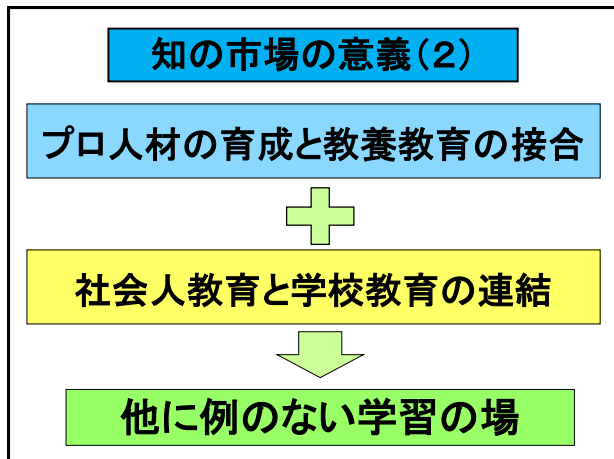 知の市場の意義(2)
プロ人材の育成と教養教育の接合
社会人教育と学校教育の連結
他に例のない学習の場